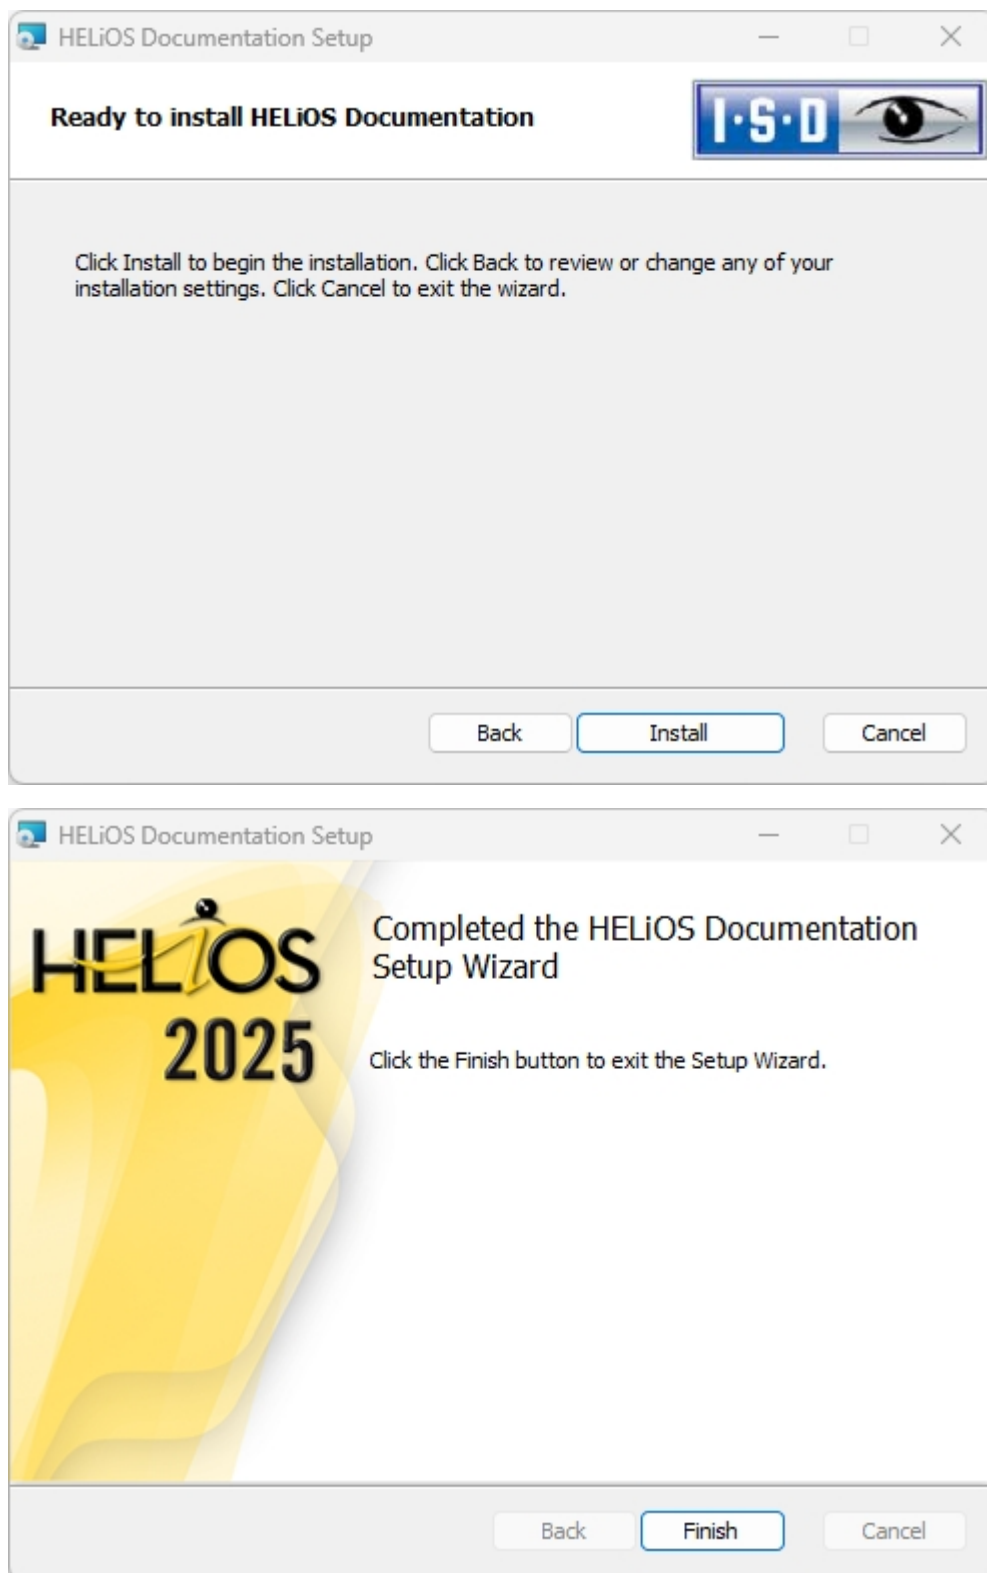 HELiOS Documentation Setup
Ready to install HELiOS Documentation
I·S·D
Click Install to begin the installation. Click Back to review or change any of your
installation settings. Click Cancel to exit the wizard.
Back
Install
Cancel
HELiOS Documentation Setup
HELiOS
2025
Completed the HELiOS Documentation
Setup Wizard
Click the Finish button to exit the Setup Wizard.
Back
Finish
Cancel